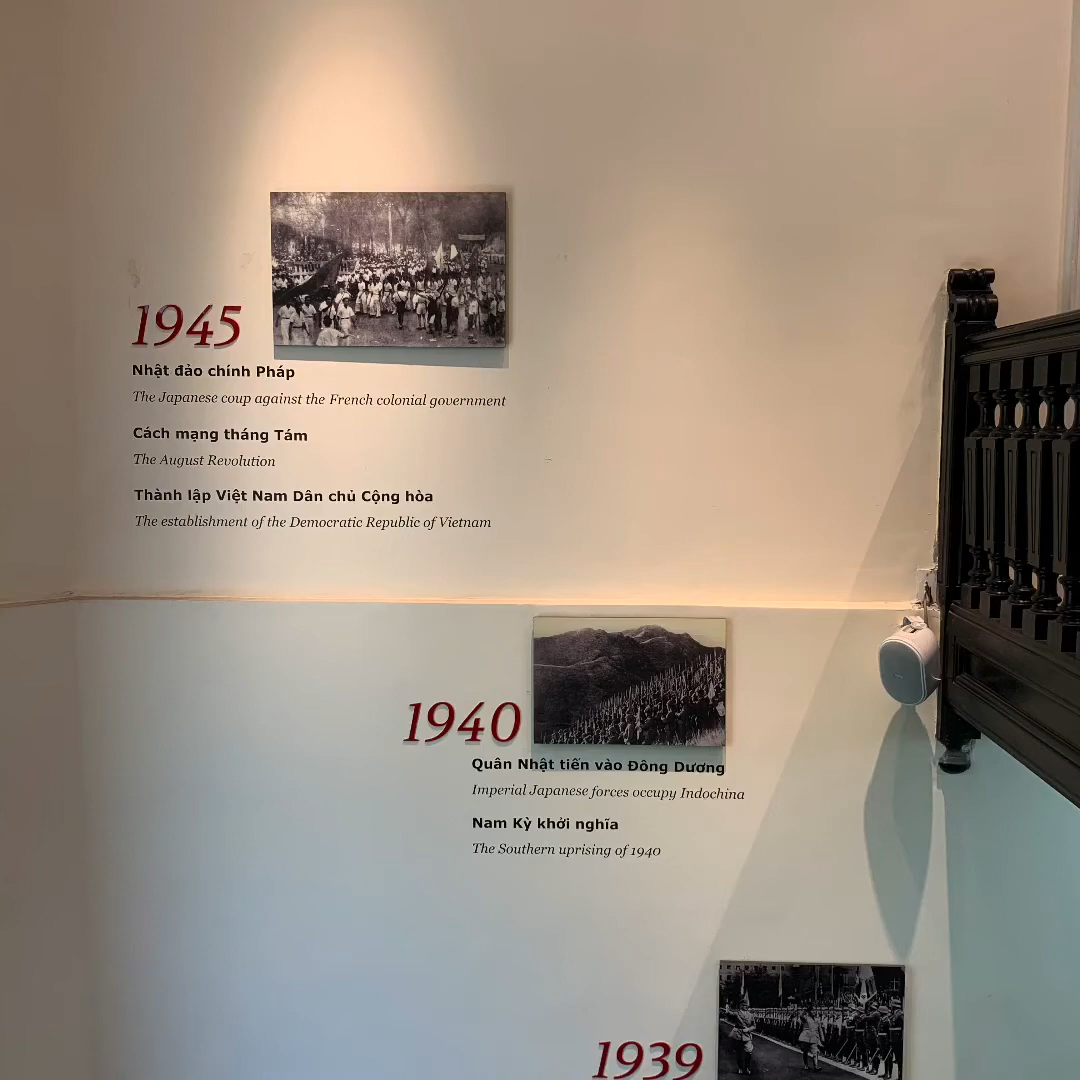 1945
Nhật đảo chính Pháp
The Japanese coup against the French colonial government
Cách mạng tháng Tám
The August Revolution
Thành lập Việt Nam Dân chủ Cộng hòa
The establishment of the Democratic Republic of Vietnam
1940
Quân Nhật tiến vào Đông Dương
Imperial Japanese forces occupy Indochina
Nam Kỳ khởi nghĩa
The Southern uprising of 1940
1939